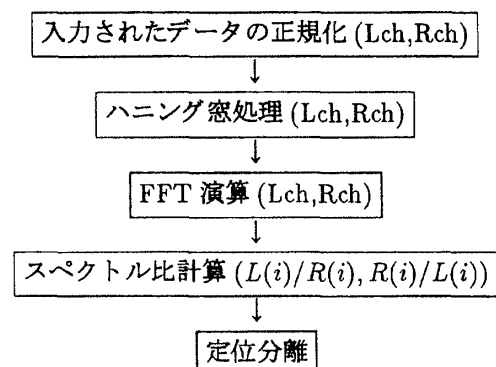 入力されたデータの正規化 (Lch,Rch)
↓
ハニング窓処理 (Lch,Rch)
↓
FFT 演算 (Lch,Rch)
↓
スペクトル比計算 (L(i)/R(i), R(i)/L(i))
↓
定位分離